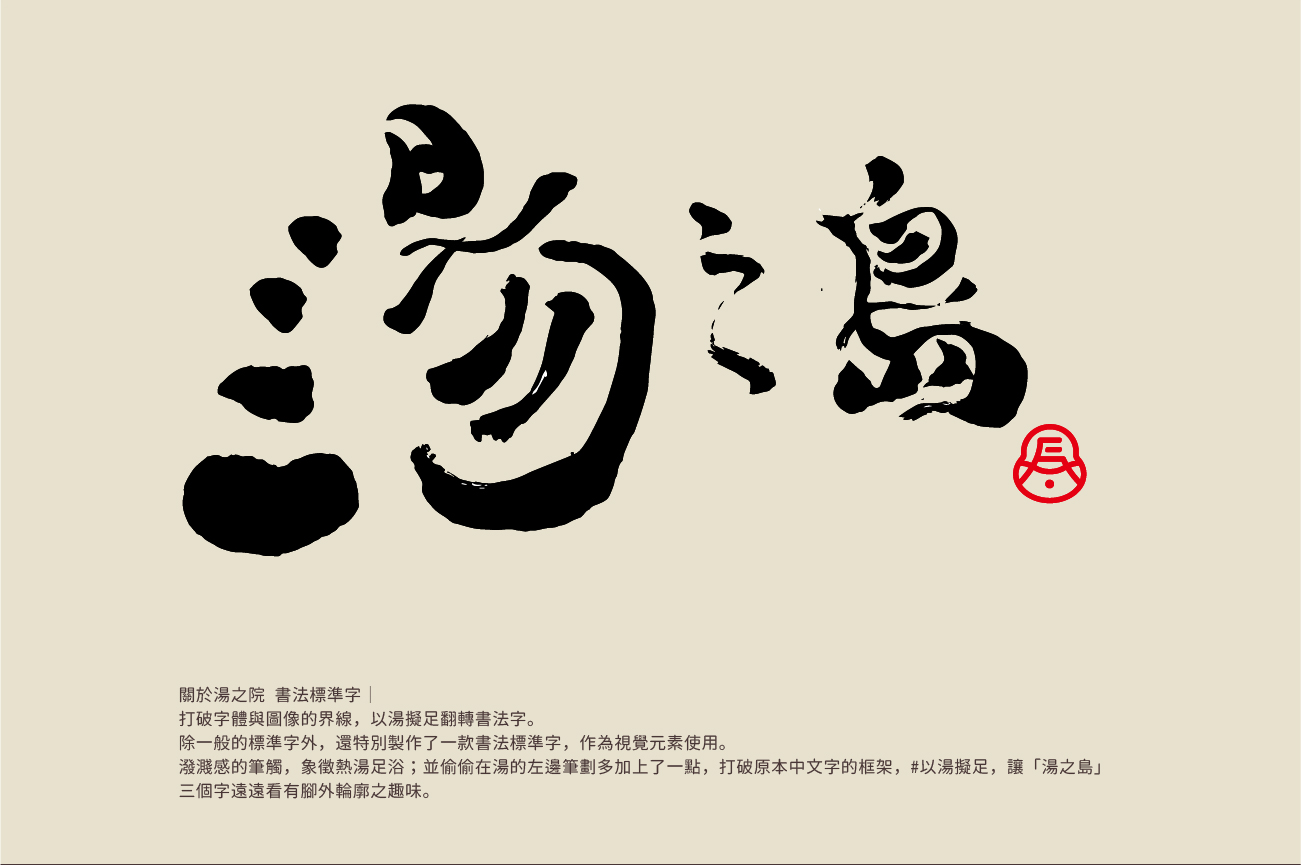 湯之島
關於湯之院 書法標準字｜
打破字體與圖像的界線，以湯擬足翻轉書法字。
除一般的標準字外，還特別製作了一款書法標準字，作為視覺元素使用。
潑濺感的筆觸，象徵熱湯足浴；並偷偷在湯的左邊筆劃多加上了一點，打破原本中文字的框架，#以湯擬足，讓「湯之島」
三個字遠遠看有腳外輪廓之趣味。